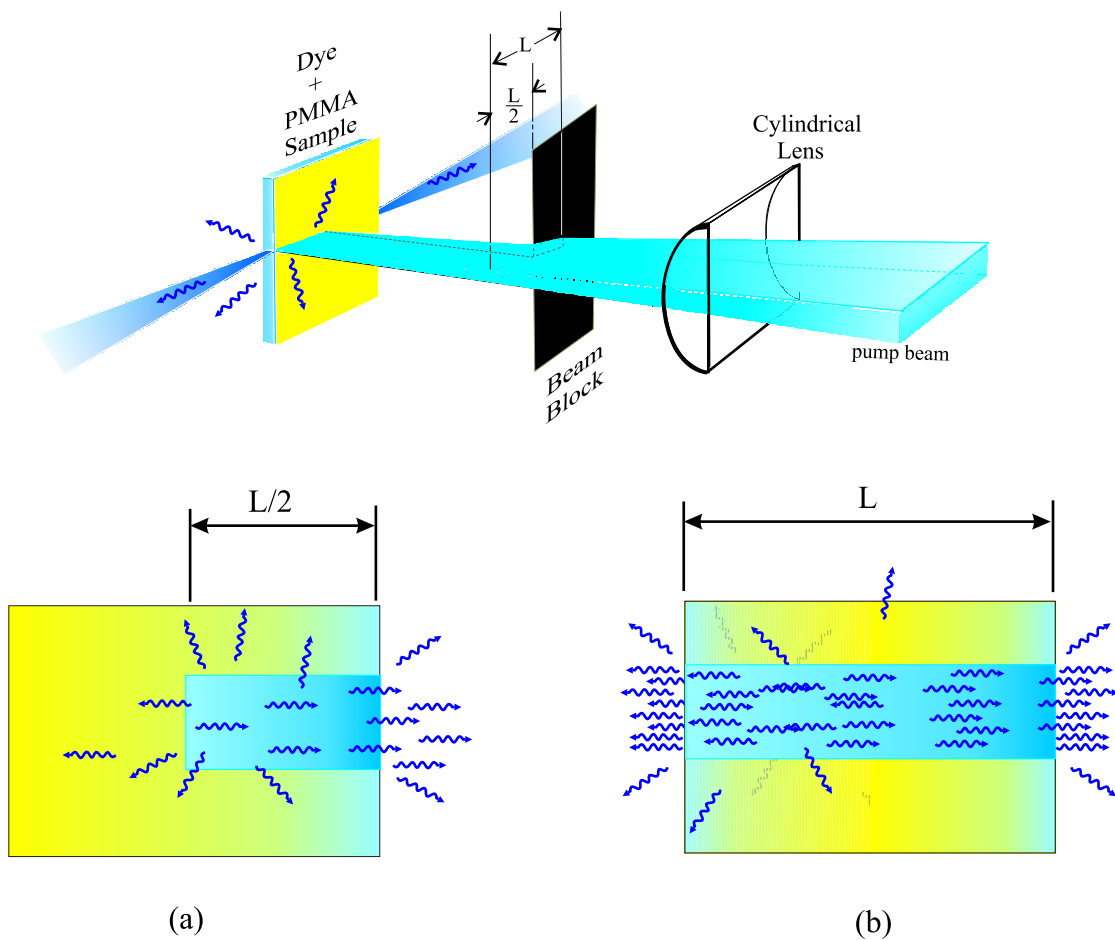 Dye
+
PMMA
Sample
L
L
2
Cylindrical
Lens
Beam
Block
pump beam
L/2
L
(a)
(b)